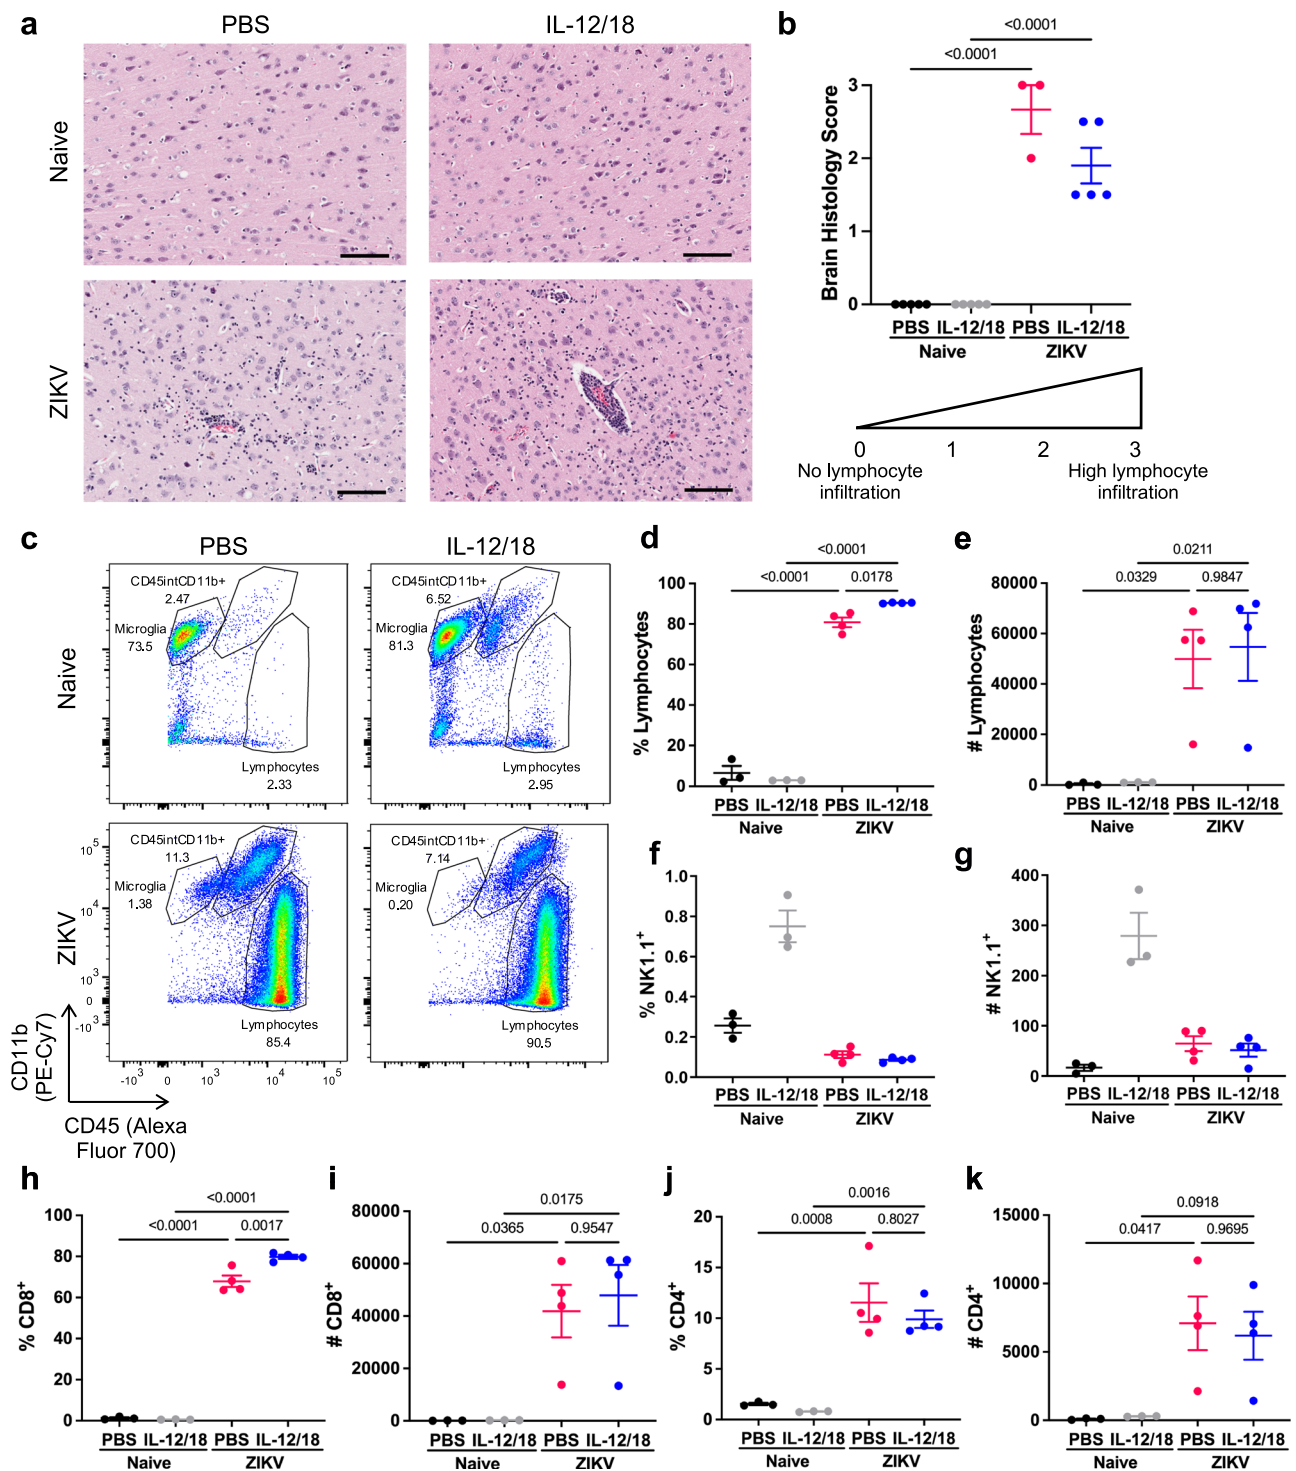 a
PBS
IL-12/18
Naive
ZIKV
b
<0.0001
<0.0001
Brain Histology Score
3
2
1
0
PBS IL-12/18 PBS IL-12/18
Naive ZIKV
0 1 2 3
No lymphocyte infiltration
High lymphocyte infiltration
c
PBS
IL-12/18
Naive
CD45intCD11b+
2.47
Microglia
73.5
Lymphocytes
2.33
CD45intCD11b+
6.52
Microglia
81.3
Lymphocytes
2.95
ZIKV
CD45intCD11b+
11.3
Microglia
1.38
Lymphocytes
85.4
CD45intCD11b+
7.14
Microglia
0.20
Lymphocytes
90.5
10⁵
10⁴
10³
0
-10³
-10³ 0 10³ 10⁴ 10⁵
CD11b
(PE-Cy7)
CD45 (Alexa
Fluor 700)
d
<0.0001
<0.0001 0.0178
% Lymphocytes
100
80
60
40
20
0
PBS IL-12/18 PBS IL-12/18
Naive ZIKV
e
0.0211
0.0329 0.9847
# Lymphocytes
80000
60000
40000
20000
0
PBS IL-12/18 PBS IL-12/18
Naive ZIKV
f
% NK1.1⁺
1.0
0.8
0.6
0.4
0.2
0.0
PBS IL-12/18 PBS IL-12/18
Naive ZIKV
g
# NK1.1⁺
400
300
200
100
0
PBS IL-12/18 PBS IL-12/18
Naive ZIKV
h
<0.0001
<0.0001 0.0017
% CD8⁺
100
80
60
40
20
0
PBS IL-12/18 PBS IL-12/18
Naive ZIKV
i
0.0175
0.0365 0.9547
# CD8⁺
80000
60000
40000
20000
0
PBS IL-12/18 PBS IL-12/18
Naive ZIKV
j
0.0016
0.0008 0.8027
% CD4⁺
20
15
10
5
0
PBS IL-12/18 PBS IL-12/18
Naive ZIKV
k
0.0918
0.0417 0.9695
# CD4⁺
15000
10000
5000
0
PBS IL-12/18 PBS IL-12/18
Naive ZIKV